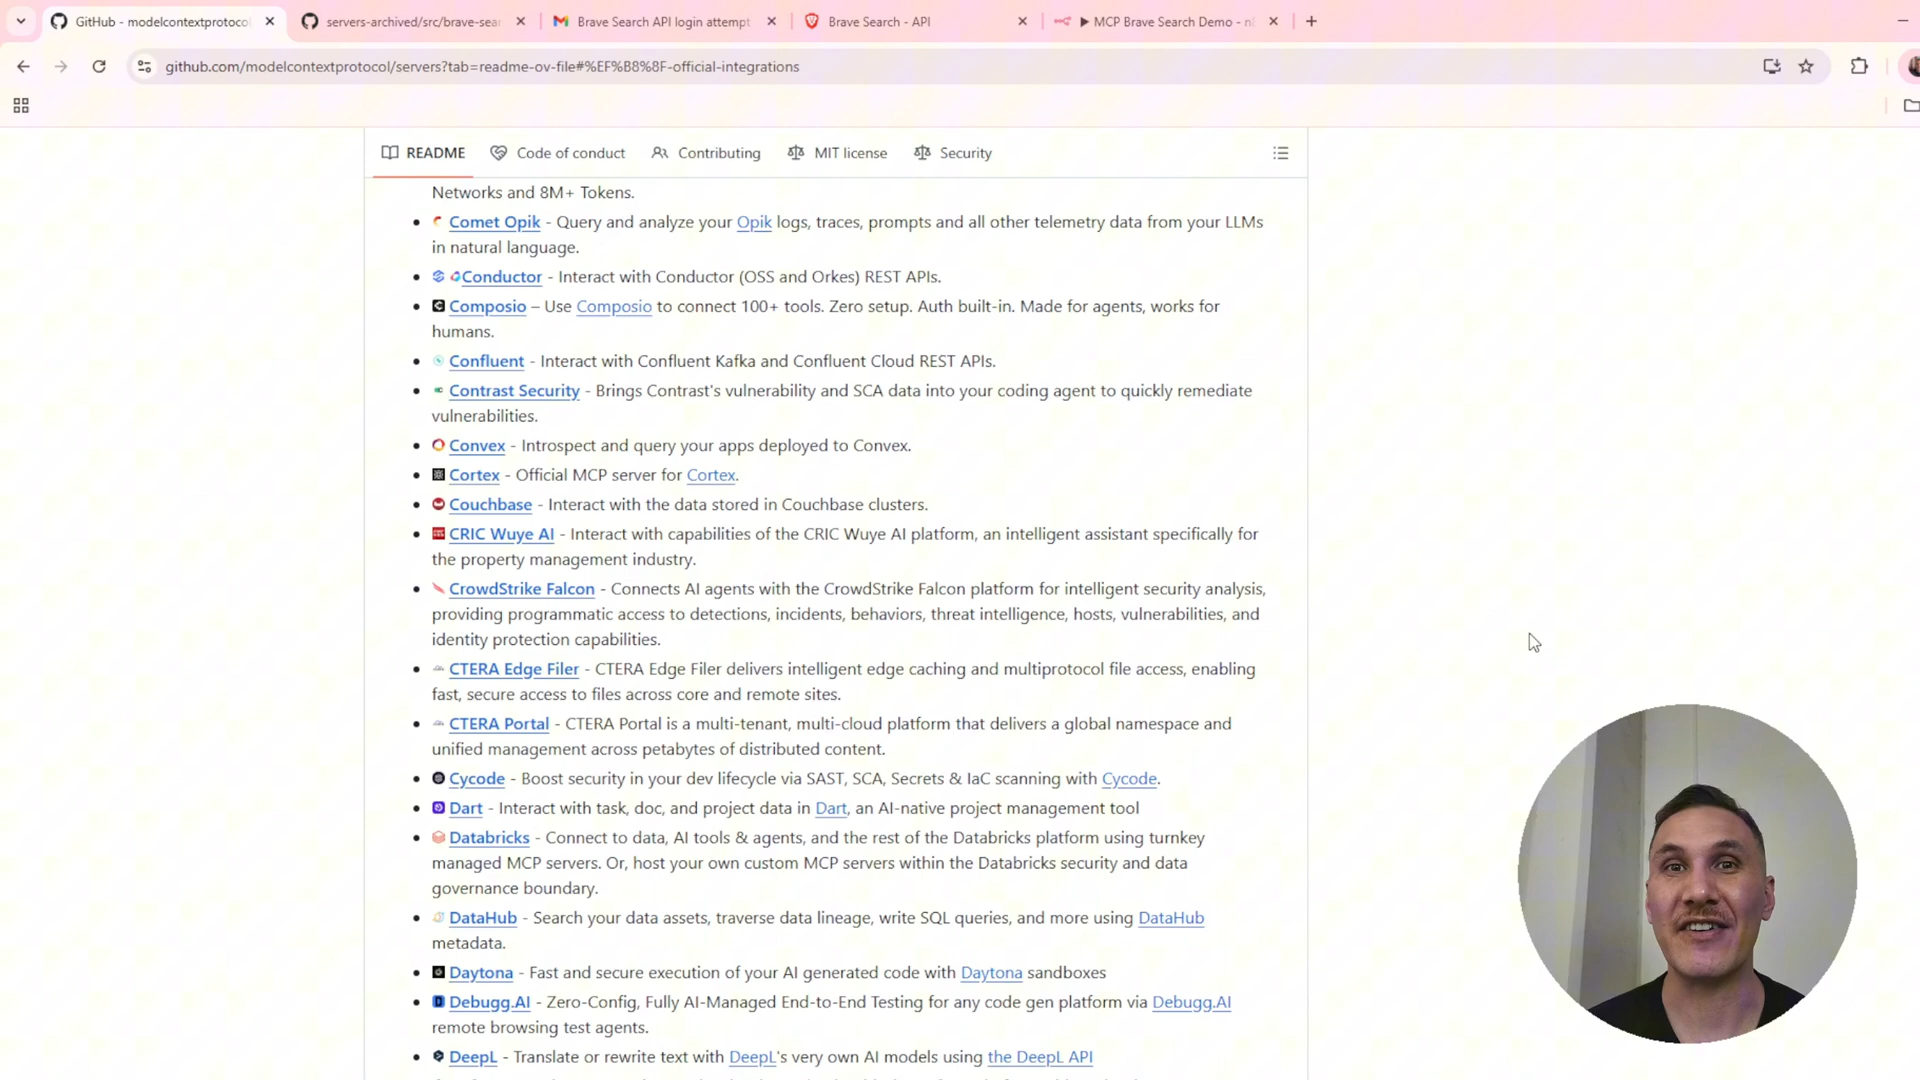 GitHub - modelcontextprotoco
servers-archived/src/brave-sear
Brave Search API login attempt
Brave Search - API
MCP Brave Search Demo - n8
github.com/modelcontextprotocol/servers?tab=readme-ov-file#%EF%B8%8F-official-integrations
README
Code of conduct
Contributing
MIT license
Security
Networks and 8M+ Tokens.
Comet Opik - Query and analyze your Opik logs, traces, prompts and all other telemetry data from your LLMs
in natural language.
Conductor - Interact with Conductor (OSS and Orkes) REST APIs.
Composio – Use Composio to connect 100+ tools. Zero setup. Auth built-in. Made for agents, works for
humans.
Confluent - Interact with Confluent Kafka and Confluent Cloud REST APIs.
Contrast Security - Brings Contrast's vulnerability and SCA data into your coding agent to quickly remediate
vulnerabilities.
Convex - Introspect and query your apps deployed to Convex.
Cortex - Official MCP server for Cortex.
Couchbase - Interact with the data stored in Couchbase clusters.
CRIC Wuye AI - Interact with capabilities of the CRIC Wuye AI platform, an intelligent assistant specifically for
the property management industry.
CrowdStrike Falcon - Connects AI agents with the CrowdStrike Falcon platform for intelligent security analysis,
providing programmatic access to detections, incidents, behaviors, threat intelligence, hosts, vulnerabilities, and
identity protection capabilities.
CTERA Edge Filer - CTERA Edge Filer delivers intelligent edge caching and multiprotocol file access, enabling
fast, secure access to files across core and remote sites.
CTERA Portal - CTERA Portal is a multi-tenant, multi-cloud platform that delivers a global namespace and
unified management across petabytes of distributed content.
Cycode - Boost security in your dev lifecycle via SAST, SCA, Secrets & IaC scanning with Cycode.
Dart - Interact with task, doc, and project data in Dart, an AI-native project management tool
Databricks - Connect to data, AI tools & agents, and the rest of the Databricks platform using turnkey
managed MCP servers. Or, host your own custom MCP servers within the Databricks security and data
governance boundary.
DataHub - Search your data assets, traverse data lineage, write SQL queries, and more using DataHub
metadata.
Daytona - Fast and secure execution of your AI generated code with Daytona sandboxes
Debugg.AI - Zero-Config, Fully AI-Managed End-to-End Testing for any code gen platform via Debugg.AI
remote browsing test agents.
DeepL - Translate or rewrite text with DeepL's very own AI models using the DeepL API